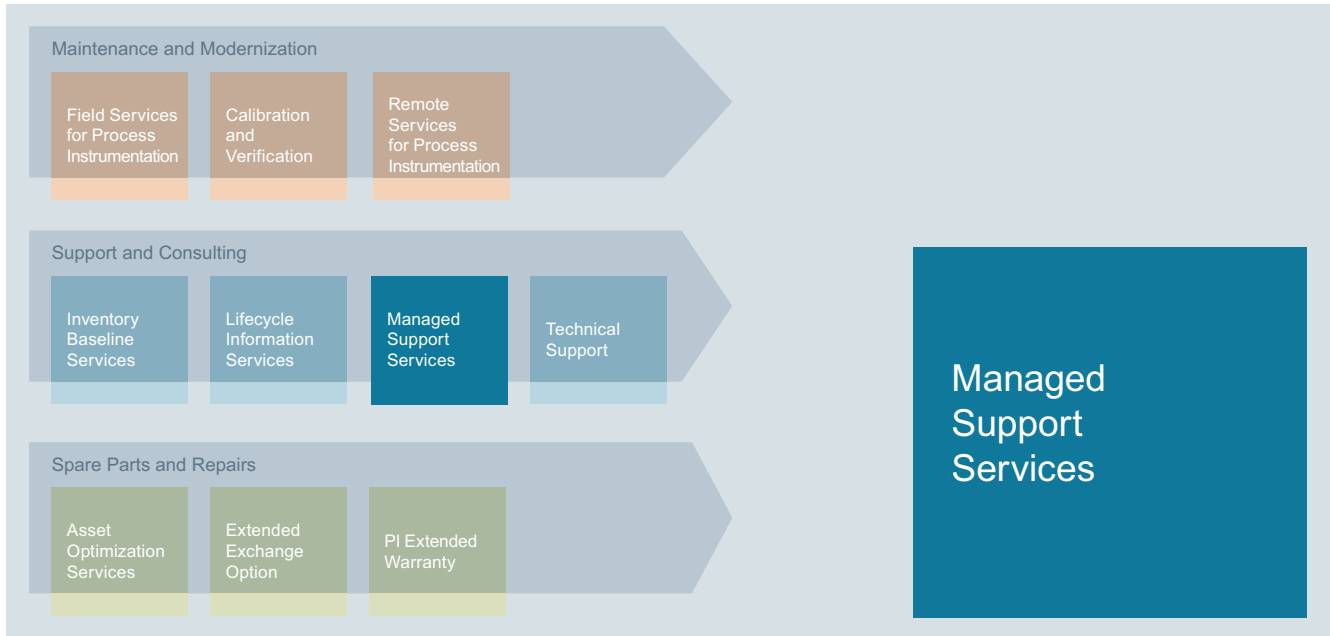 Maintenance and Modernization
Field Services
for Process
Instrumentation
Calibration
and
Verification
Remote
Services
for Process
Instrumentation
Support and Consulting
Inventory
Baseline
Services
Lifecycle
Information
Services
Managed
Support
Services
Technical
Support
Managed
Support
Services
Spare Parts and Repairs
Asset
Optimization
Services
Extended
Exchange
Option
PI Extended
Warranty